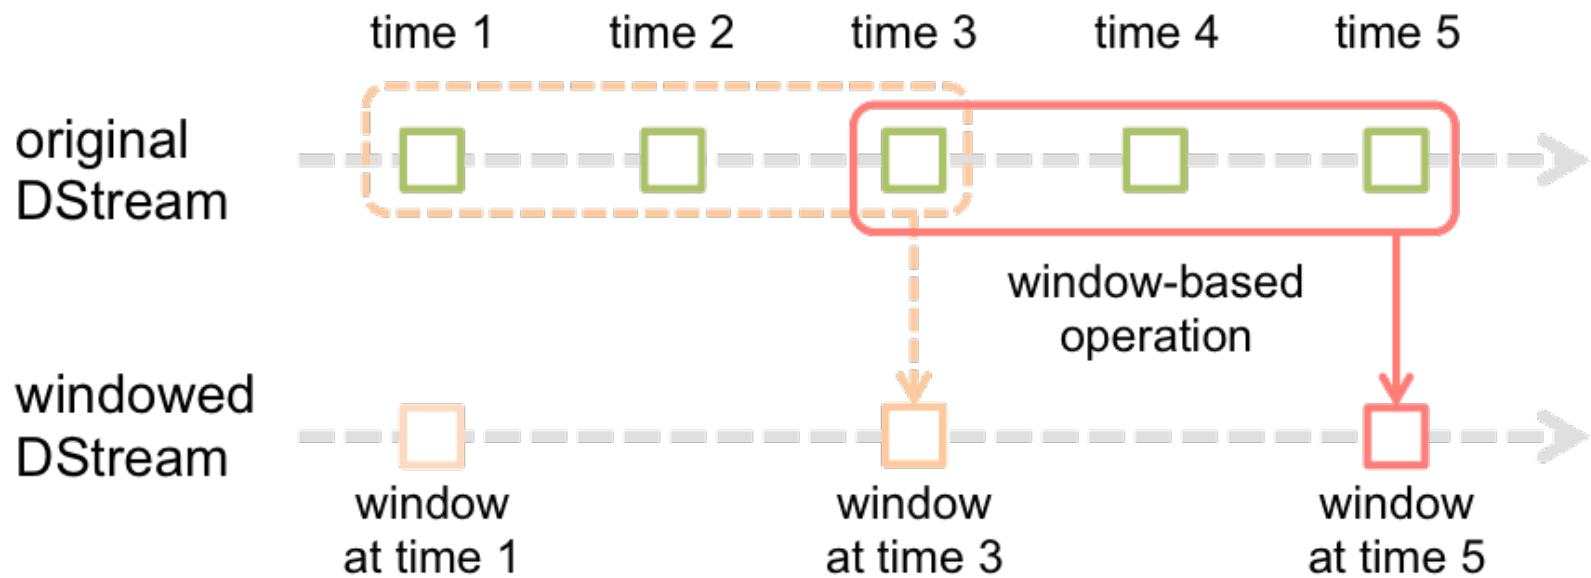 time 1 time 2 time 3 time 4 time 5
original
DStream
window-based
operation
windowed
DStream
window window window
at time 1 at time 3 at time 5